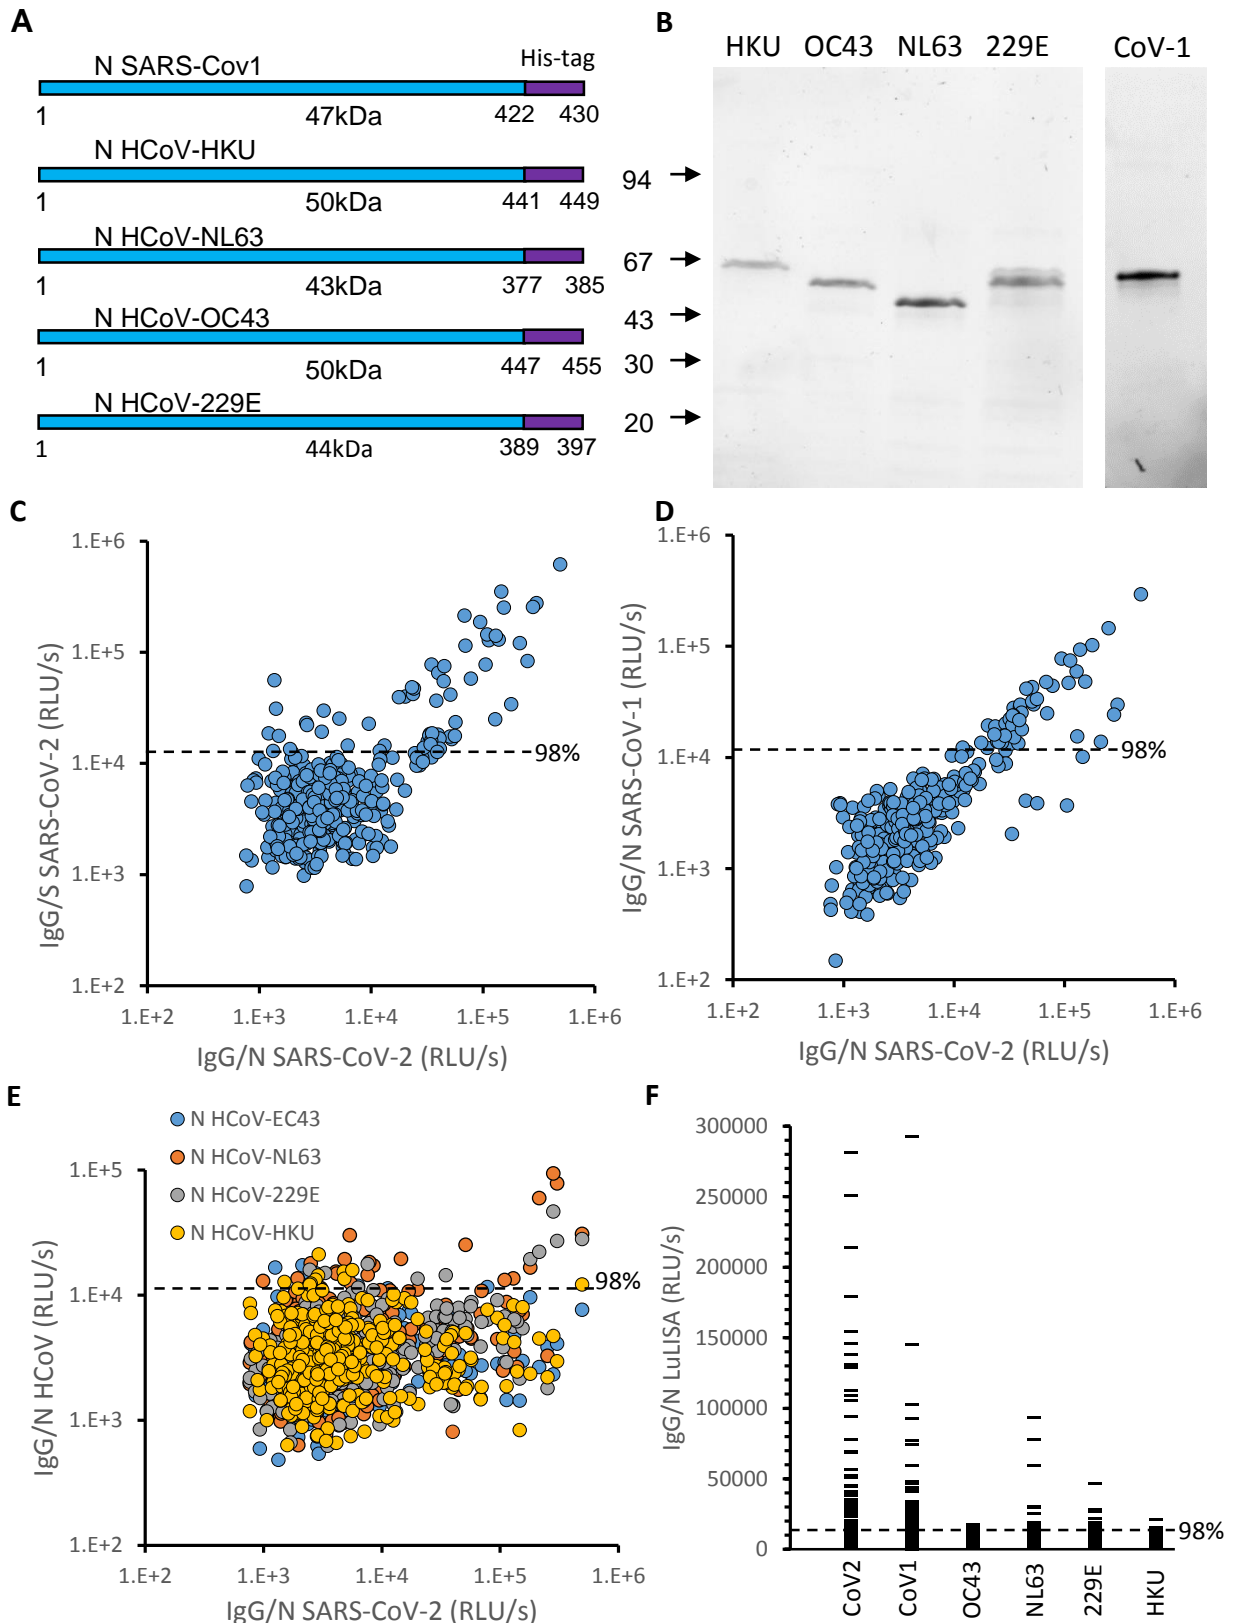 A
N SARS-Cov1 His-tag
1 47kDa 422 430
N HCoV-HKU
1 50kDa 441 449
N HCoV-NL63
1 43kDa 377 385
N HCoV-OC43
1 50kDa 447 455
N HCoV-229E
1 44kDa 389 397
B
HKU OC43 NL63 229E CoV-1
94
67
43
30
20
C
IgG/S SARS-CoV-2 (RLU/s)
1.E+6
1.E+5
1.E+4
1.E+3
1.E+2
98%
1.E+2 1.E+3 1.E+4 1.E+5 1.E+6
IgG/N SARS-CoV-2 (RLU/s)
D
IgG/N SARS-CoV-1 (RLU/s)
1.E+6
1.E+5
1.E+4
1.E+3
1.E+2
98%
1.E+2 1.E+3 1.E+4 1.E+5 1.E+6
IgG/N SARS-CoV-2 (RLU/s)
E
N HCoV-EC43
N HCoV-NL63
N HCoV-229E
N HCoV-HKU
IgG/N HCoV (RLU/s)
1.E+5
1.E+4
1.E+3
1.E+2
98%
1.E+2 1.E+3 1.E+4 1.E+5 1.E+6
IgG/N SARS-CoV-2 (RLU/s)
F
IgG/N LuLISA (RLU/s)
300000
250000
200000
150000
100000
50000
0
98%
CoV2 CoV1 OC43 NL63 229E HKU